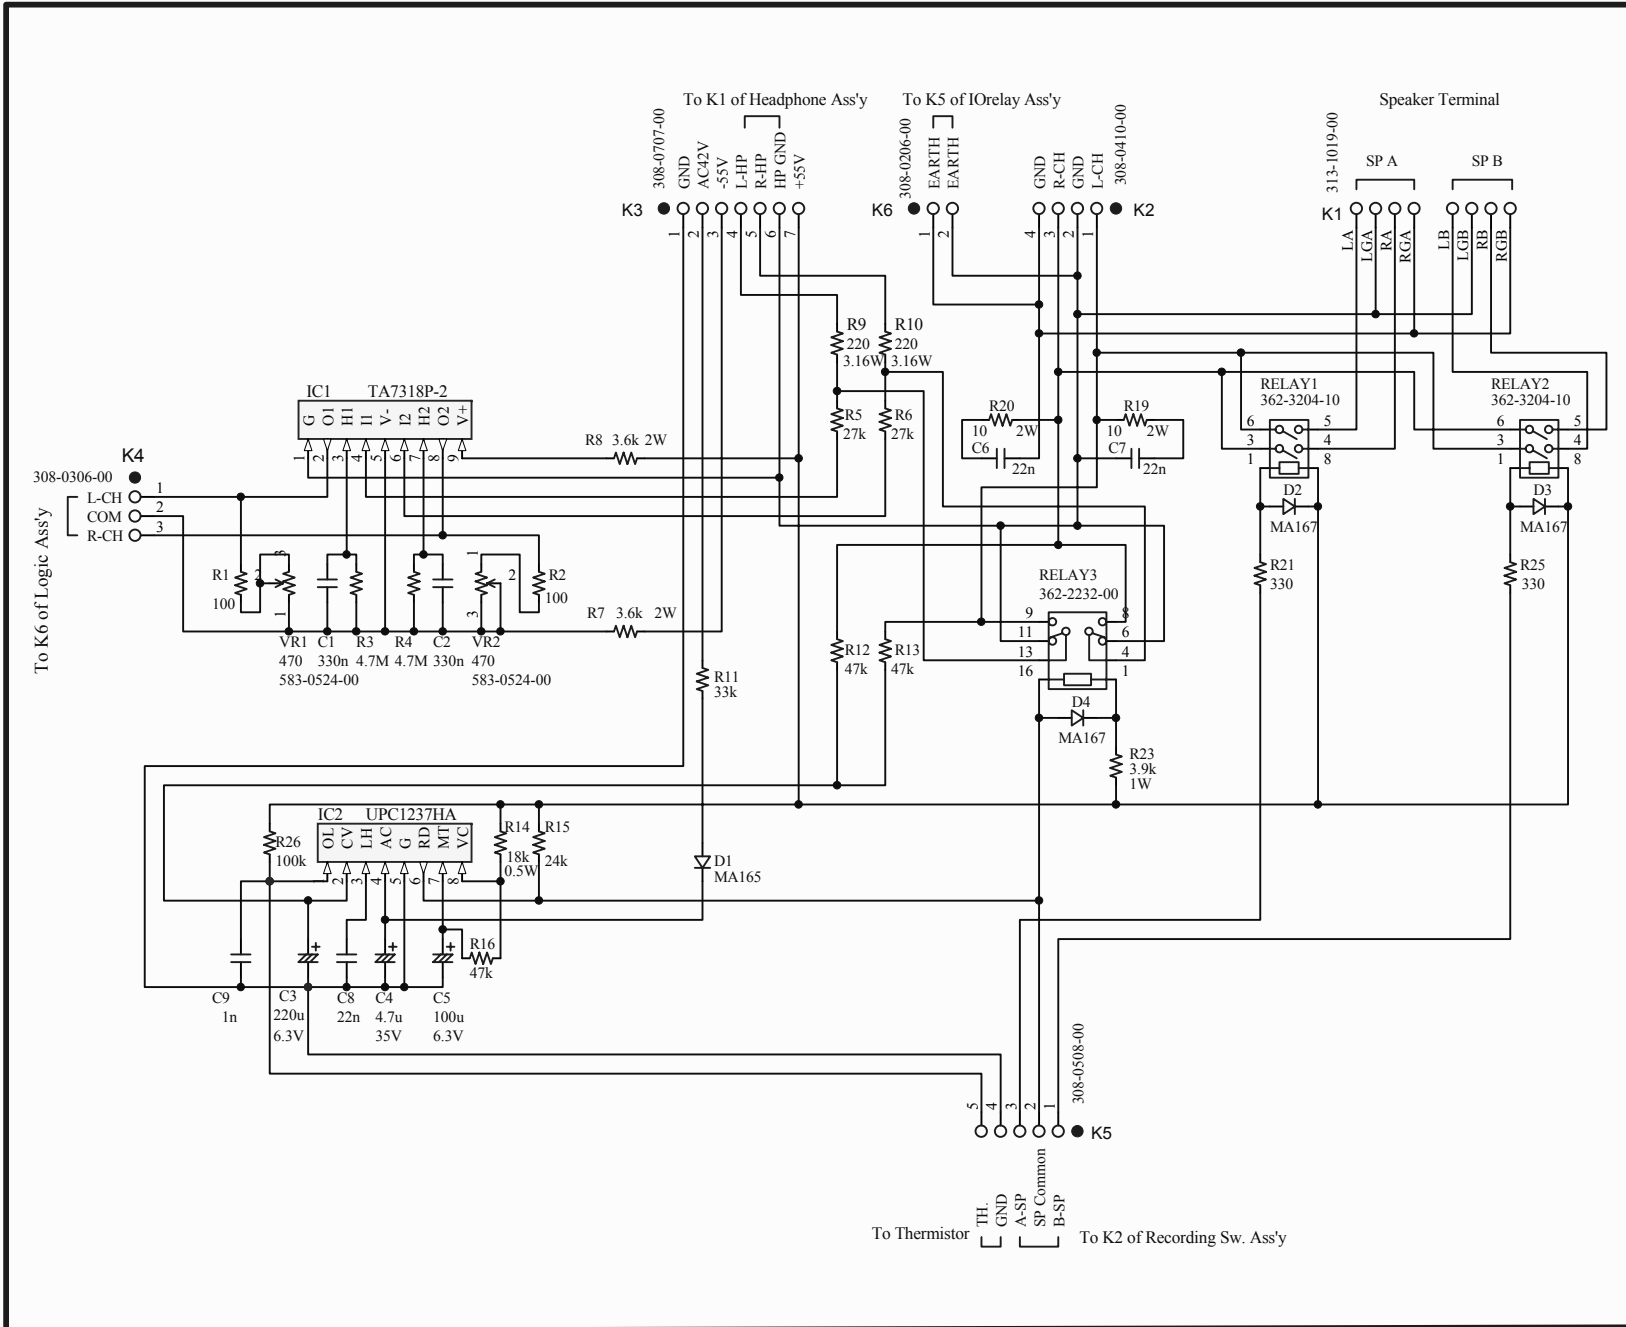 To K1 of Headphone Ass'y
To K5 of IOrelay Ass'y
Speaker Terminal
308-0707-00
GND
AC42V
-55V
L-HP
R-HP
HP GND
+55V
308-0206-00
EARTH
EARTH
GND
R-CH
GND
L-CH
308-0410-00
313-1019-00
SP A
SP B
K3
K6
K2
K1
1
2
3
4
5
6
7
1
2
4
3
2
1
LA
LGA
RA
RGA
LB
LGB
RB
RGB
R9
220
3.16W
R10
220
3.16W
IC1 TA7318P-2
G
O1
H1
I1
V-
I2
H2
O2
V+
1
2
3
4
5
6
7
8
9
R5
27k
R6
27k
R8 3.6k 2W
R20
10 2W
C6
22n
R19
10 2W
C7
22n
RELAY1
362-3204-10
6
5
3
4
1
8
D2
MA167
RELAY2
362-3204-10
6
5
3
4
1
8
D3
MA167
K4
308-0306-00
L-CH
1
COM
2
R-CH
3
To K6 of Logic Ass'y
R1
100
2
3
1
VR1
470
583-0524-00
C1
330n
R3
4.7M
R4
4.7M
C2
330n
1
2
3
VR2
470
583-0524-00
R2
100
R7 3.6k 2W
R11
33k
R12
47k
R13
47k
RELAY3
362-2232-00
9
8
11
6
13
4
16
1
D4
MA167
R23
3.9k
1W
R21
330
R25
330
IC2 UPC1237HA
OL
CV
LH
AC
G
RD
MT
VC
2
3
4
5
6
7
8
R26
100k
R14
18k
0.5W
R15
24k
D1
MA165
R16
47k
C9
1n
C3
220u
6.3V
C8
22n
C4
4.7u
35V
C5
100u
6.3V
+
+
+
5
4
3
2
1
308-0508-00
K5
TH.
GND
A-SP
SP Common
B-SP
To Thermistor
To K2 of Recording Sw. Ass'y